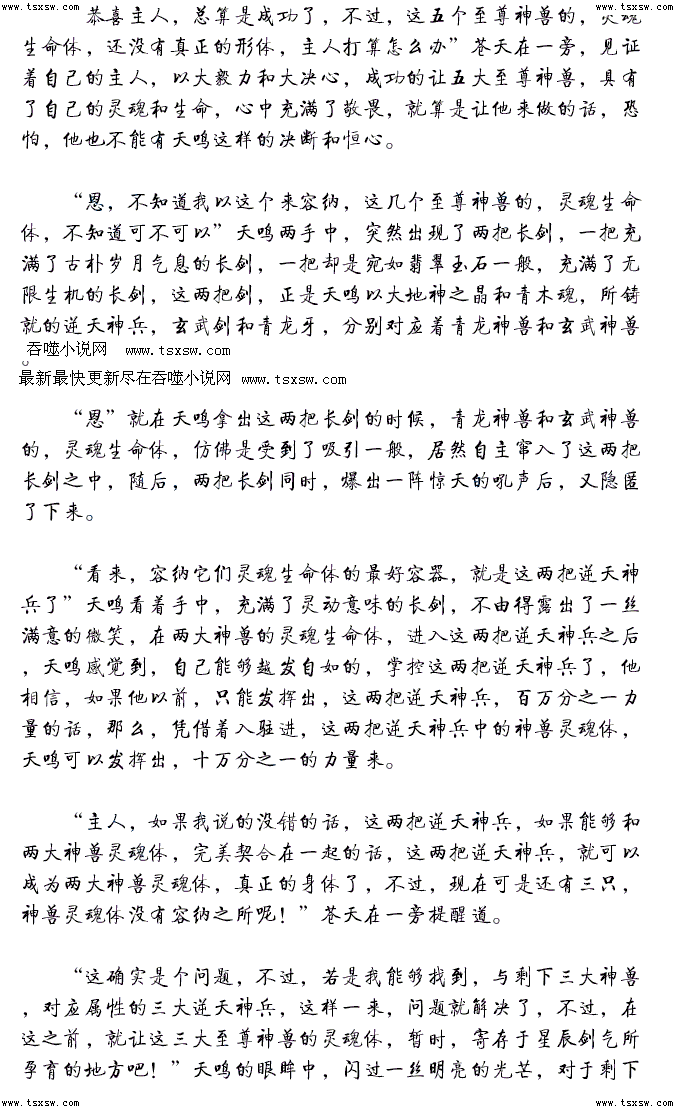 www.tsxsw.com www.tsxsw.com
恭喜主人，总算是成功了，不过，这五个至尊神兽的，灵魂
生命体，还没有真正的形体，主人打算怎么办”苍天在一旁，见证
着自己的主人，以大毅力和大决心，成功的让五大至尊神兽，具有
了自己的灵魂和生命，心中充满了敬畏，就算是让他来做的话，恐
怕，他也不能有天鸣这样的决断和恒心。
“恩，不知道我以这个来容纳，这几个至尊神兽的，灵魂生命
体，不知道可不可以”天鸣两手中，突然出现了两把长剑，一把充
满了古朴岁月气息的长剑，一把却是宛如翡翠玉石一般，充满了无
限生机的长剑，这两把剑，正是天鸣以大地神之晶和青木魂，所铸
就的逆天神兵，玄武剑和青龙牙，分别对应着青龙神兽和玄武神兽
吞噬小说网 www.tsxsw.com
。
最新最快更新尽在吞噬小说网 www.tsxsw.com
“恩”就在天鸣拿出这两把长剑的时候，青龙神兽和玄武神兽
的，灵魂生命体，仿佛是受到了吸引一般，居然自主窜入了这两把
长剑之中，随后，两把长剑同时，爆出一阵惊天的吼声后，又隐匿
了下来。
“看来，容纳它们灵魂生命体的最好容器，就是这两把逆天神
兵了”天鸣看着手中，充满了灵动意味的长剑，不由得露出了一丝
满意的微笑，在两大神兽的灵魂生命体，进入这两把逆天神兵之后
，天鸣感觉到，自己能够越发自如的，掌控这两把逆天神兵了，他
相信，如果他以前，只能发挥出，这两把逆天神兵，百万分之一力
量的话，那么，凭借着入驻进，这两把逆天神兵中的神兽灵魂体，
天鸣可以发挥出，十万分之一的力量来。
“主人，如果我说的没错的话，这两把逆天神兵，如果能够和
两大神兽灵魂体，完美契合在一起的话，这两把逆天神兵，就可以
成为两大神兽灵魂体，真正的身体了，不过，现在可是还有三只，
神兽灵魂体没有容纳之所呢！”苍天在一旁提醒道。
“这确实是个问题，不过，若是我能够找到，与剩下三大神兽
，对应属性的三大逆天神兵，这样一来，问题就解决了，不过，在
这之前，就让这三大至尊神兽的灵魂体，暂时，寄存于星辰剑气所
孕育的地方吧！”天鸣的眼眸中，闪过一丝明亮的光芒，对于剩下
www.tsxsw.com www.tsxsw.com